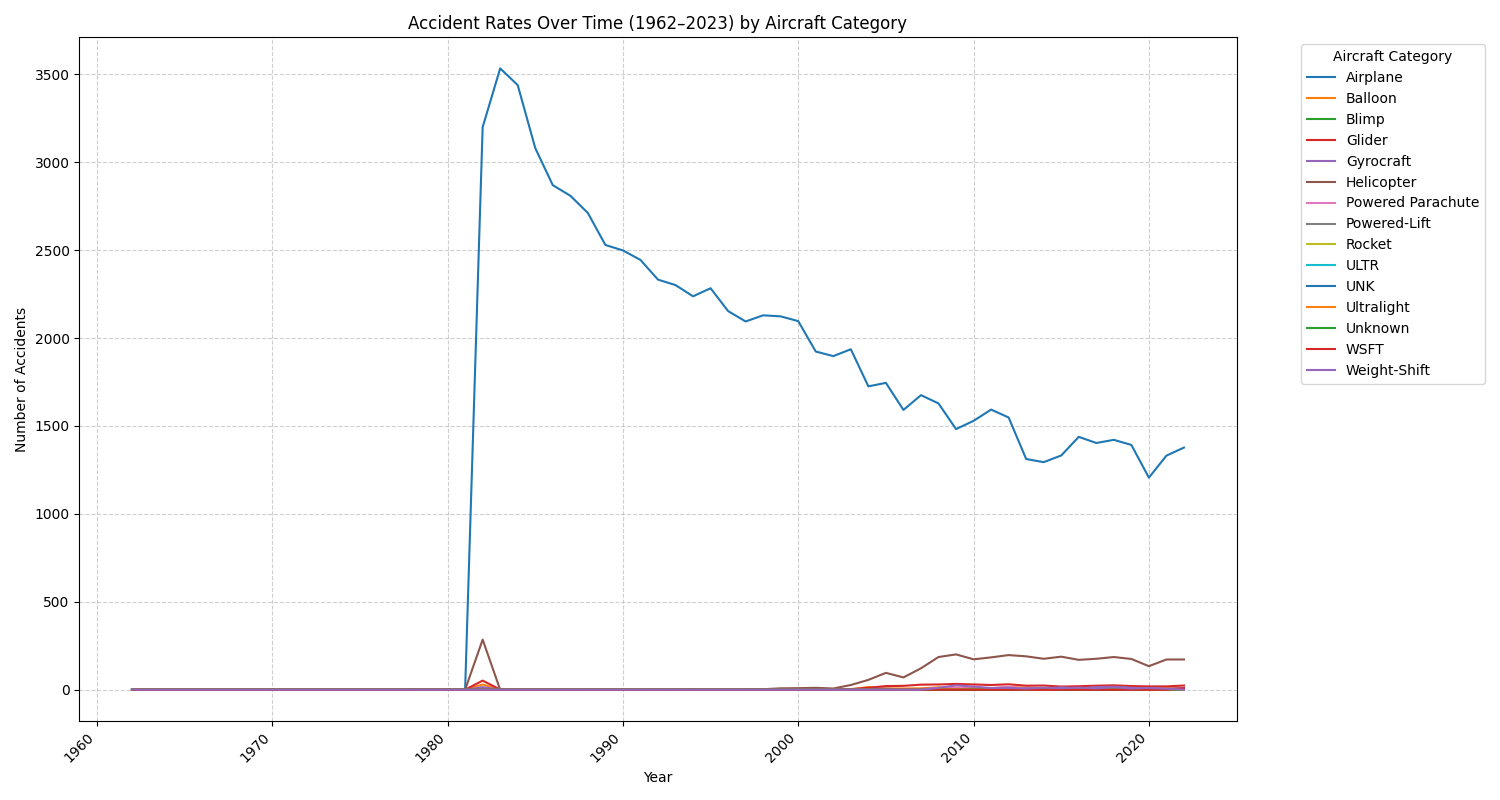 Accident Rates Over Time (1962–2023) by Aircraft Category
Number of Accidents
3500
3000
2500
2000
1500
1000
500
0
1960
1970
1980
1990
2000
2010
2020
Year
Aircraft Category
Airplane
Balloon
Blimp
Glider
Gyrocraft
Helicopter
Powered Parachute
Powered-Lift
Rocket
ULTR
UNK
Ultralight
Unknown
WSFT
Weight-Shift